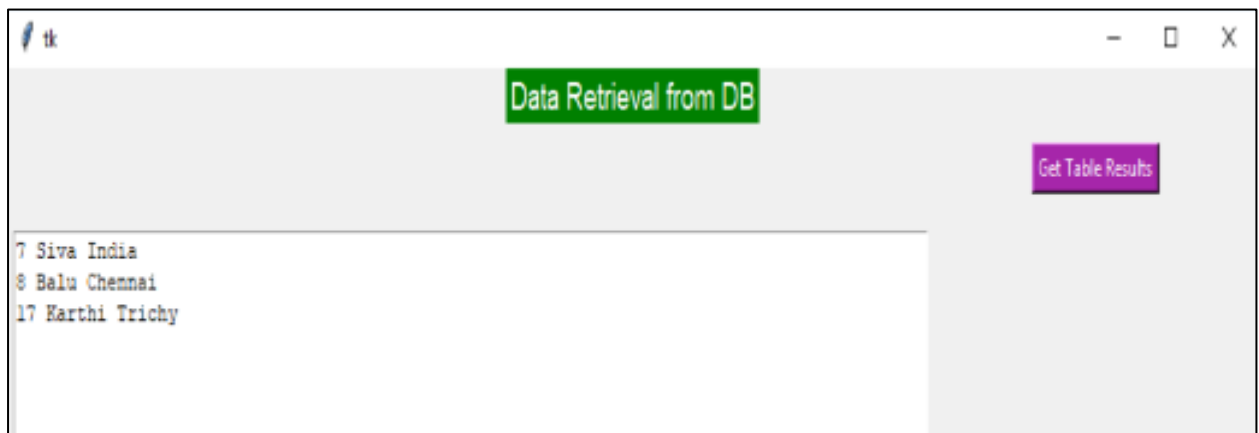 tk
Data Retrieval from DB
Get Table Results
7 Siva India
8 Balu Chennai
17 Karthi Trichy